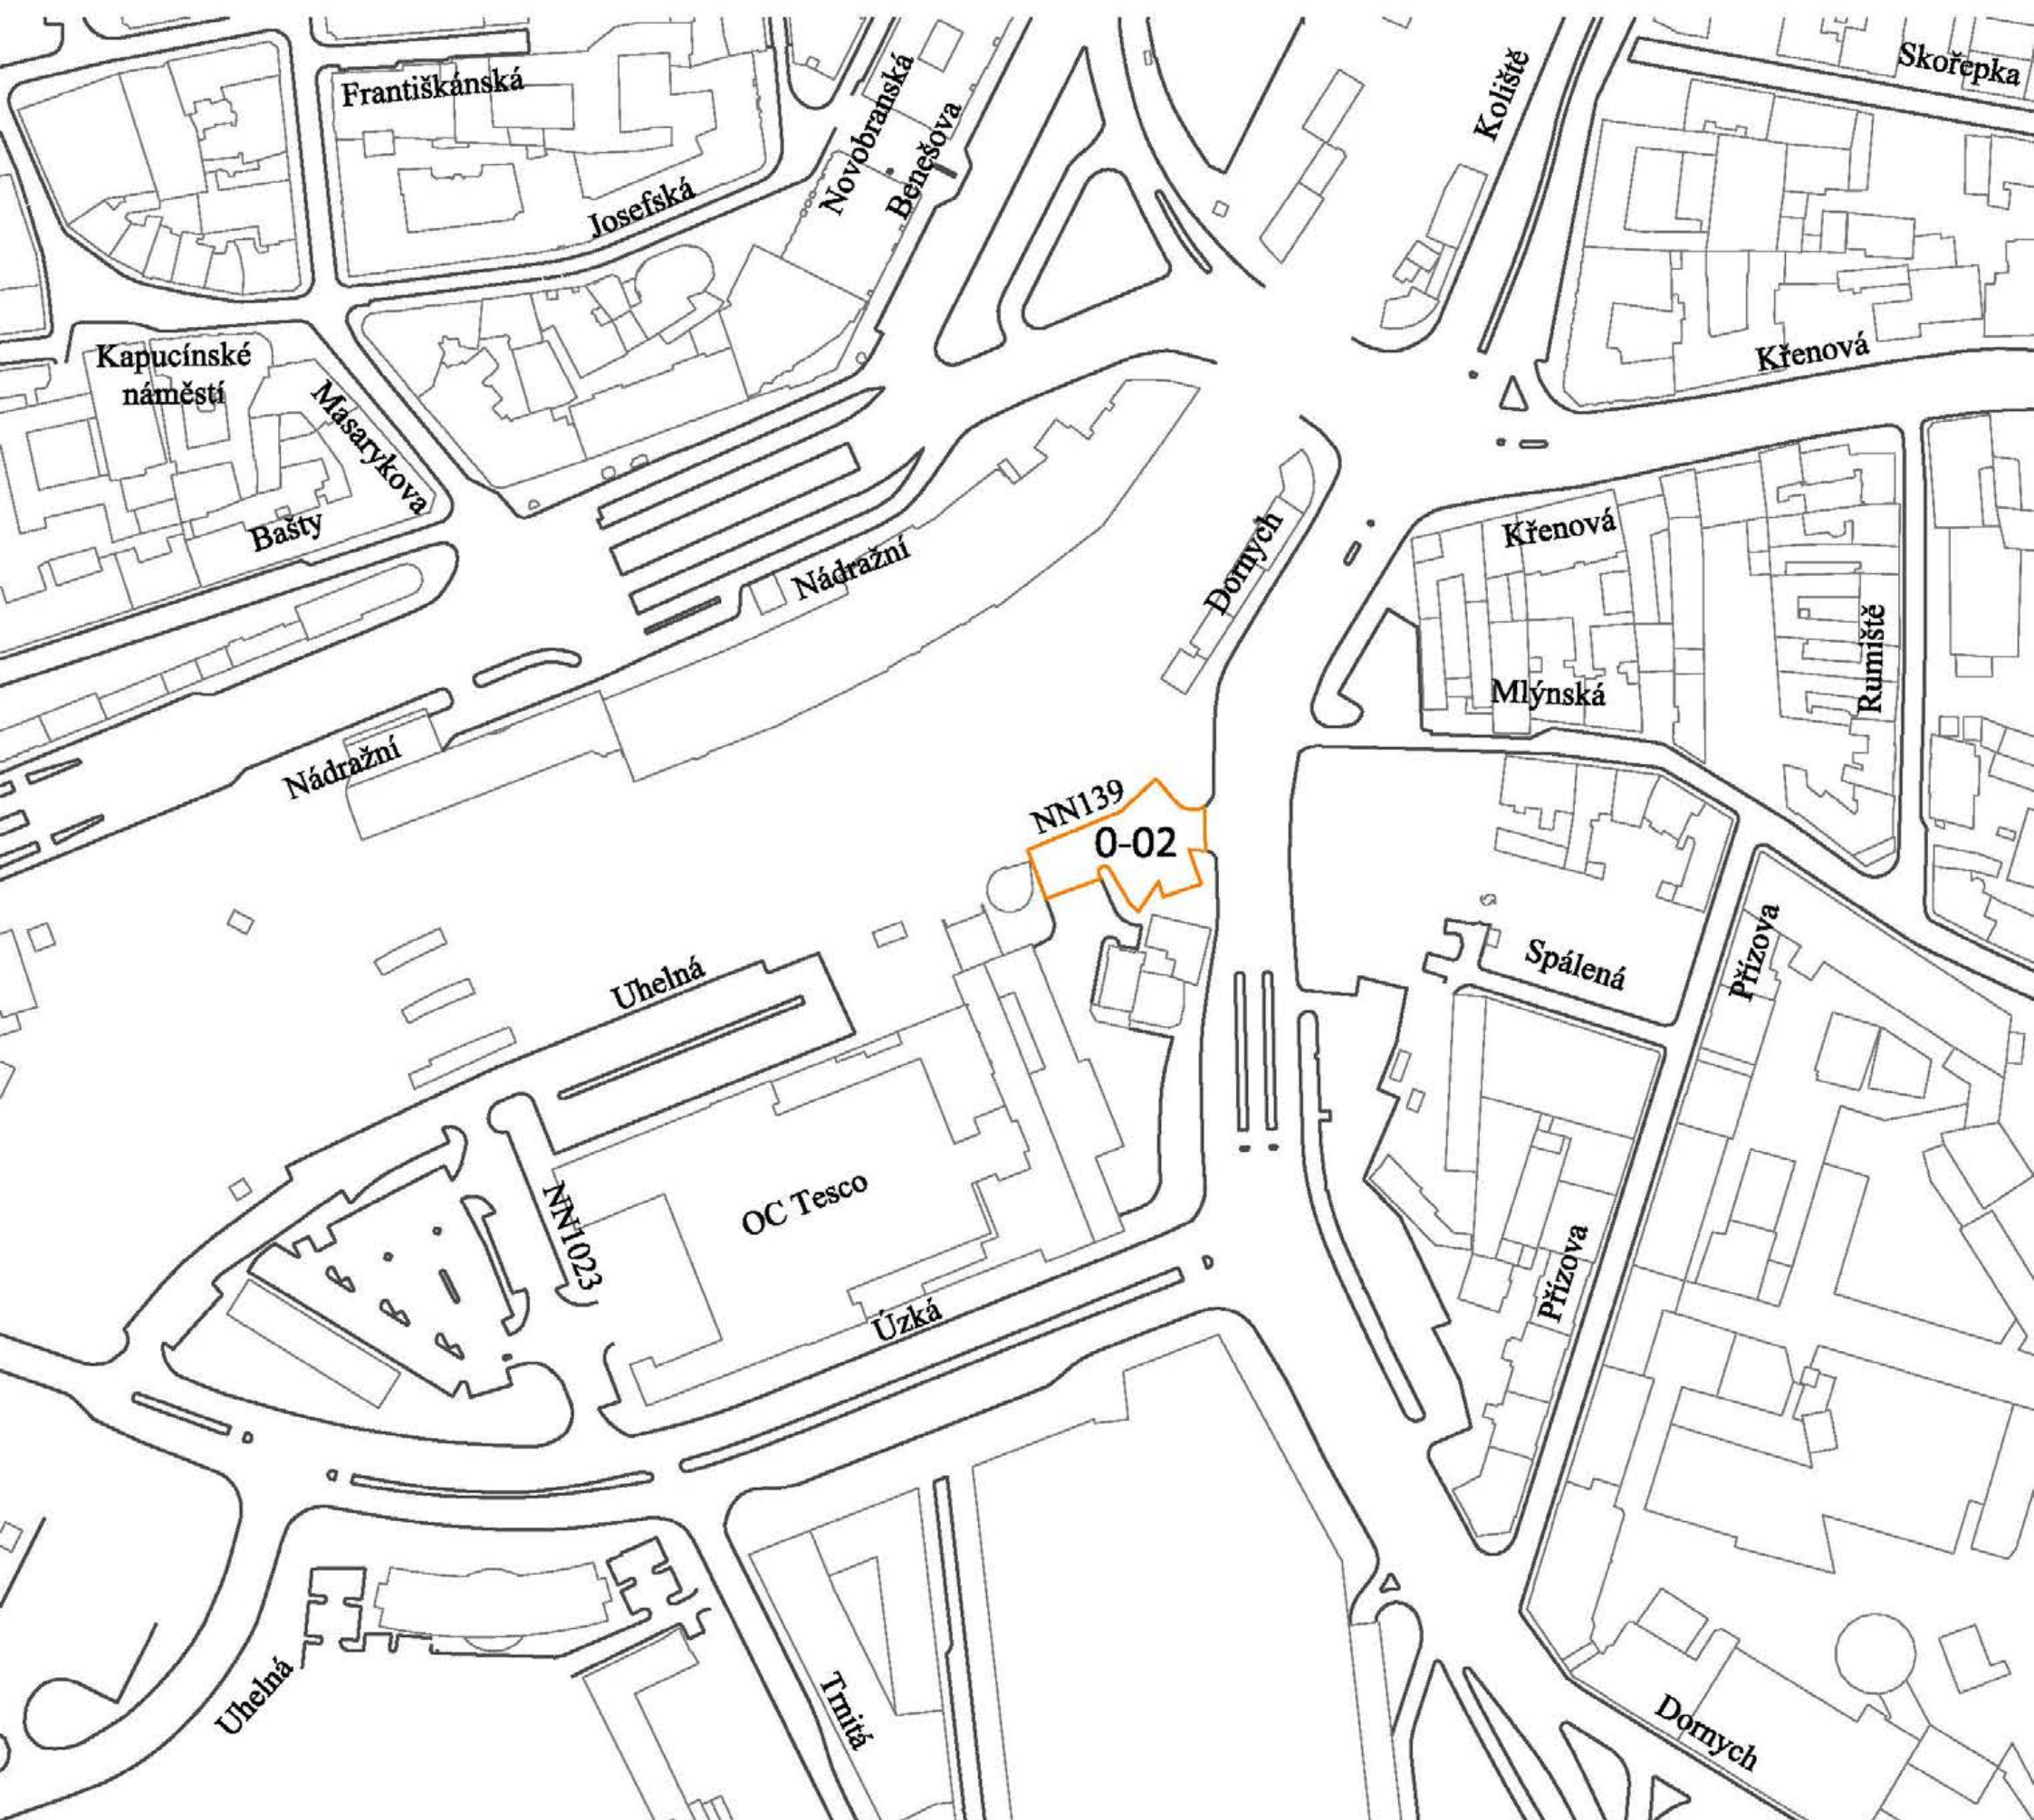 Skořepka
Františkánská
Koliště
Novobranská
Benešova
Josefská
Křenová
Kapucínské
náměstí
Masarykova
Bašty
Křenová
Nádražní
Dornych
Rumiště
Mlýnská
Nádražní
NN139
0-02
Přízova
Spálená
Uhelná
OC Tesco
NN1023
Přízova
Úzká
Uhelná
Trnitá
Dornych